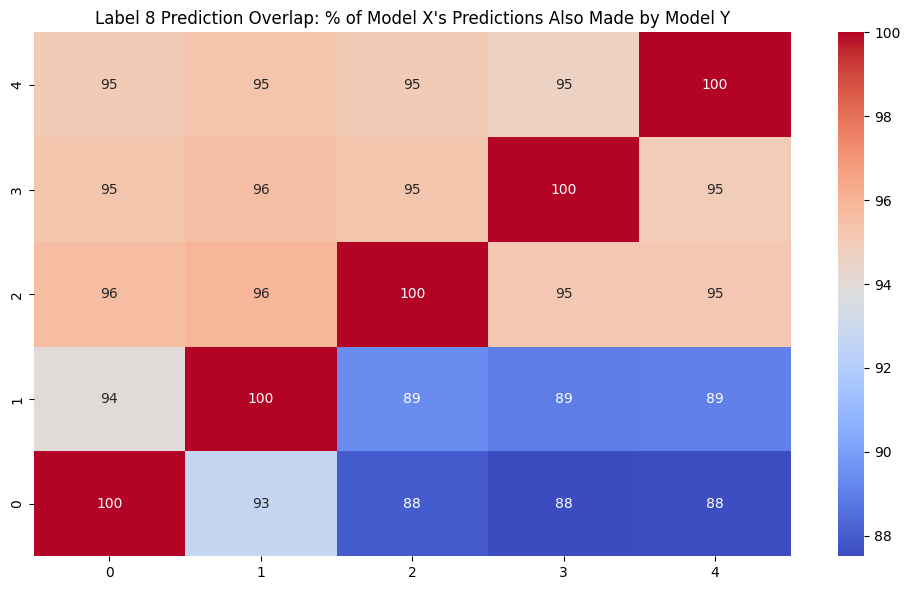 Label 8 Prediction Overlap: % of Model X's Predictions Also Made by Model Y
4 95 95 95 95 100
3 95 96 95 100 95
2 96 96 100 95 95
1 94 100 89 89 89
0 100 93 88 88 88
0 1 2 3 4
100
98
96
94
92
90
88